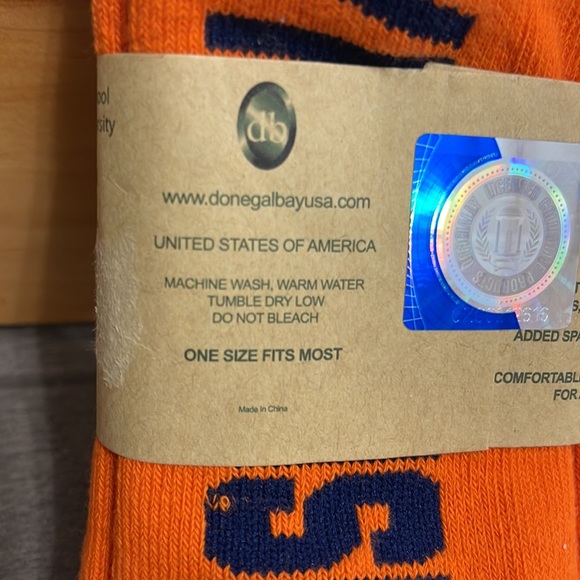 db
www.donegalbayusa.com
UNITED STATES OF AMERICA
MACHINE WASH, WARM WATER
TUMBLE DRY LOW
DO NOT BLEACH
ONE SIZE FITS MOST
Made in China
ADDED SPA
COMFORTABLE
FOR
S